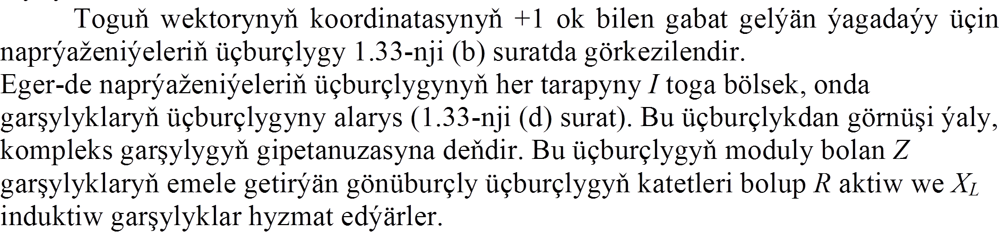 Toguň wektorynyň koordinatasynyň +1 ok bilen gabat gelýän ýagadaýy üçin
naprýaženiýeleriň üçburçlygy 1.33-nji (b) suratda görkezilendir.
Eger-de naprýaženiýeleriň üçburçlygynyň her tarapyny I toga bölsek, onda
garşylyklaryň üçburçlygyny alarys (1.33-nji (d) surat). Bu üçburçlykdan görnüşi ýaly,
kompleks garşylygyň gipetanuzasyna deňdir. Bu üçburçlygyň moduly bolan Z
garşylyklaryň emele getirýän gönüburçly üçburçlygyň katetleri bolup R aktiw we X_L
induktiw garşylyklar hyzmat edýärler.